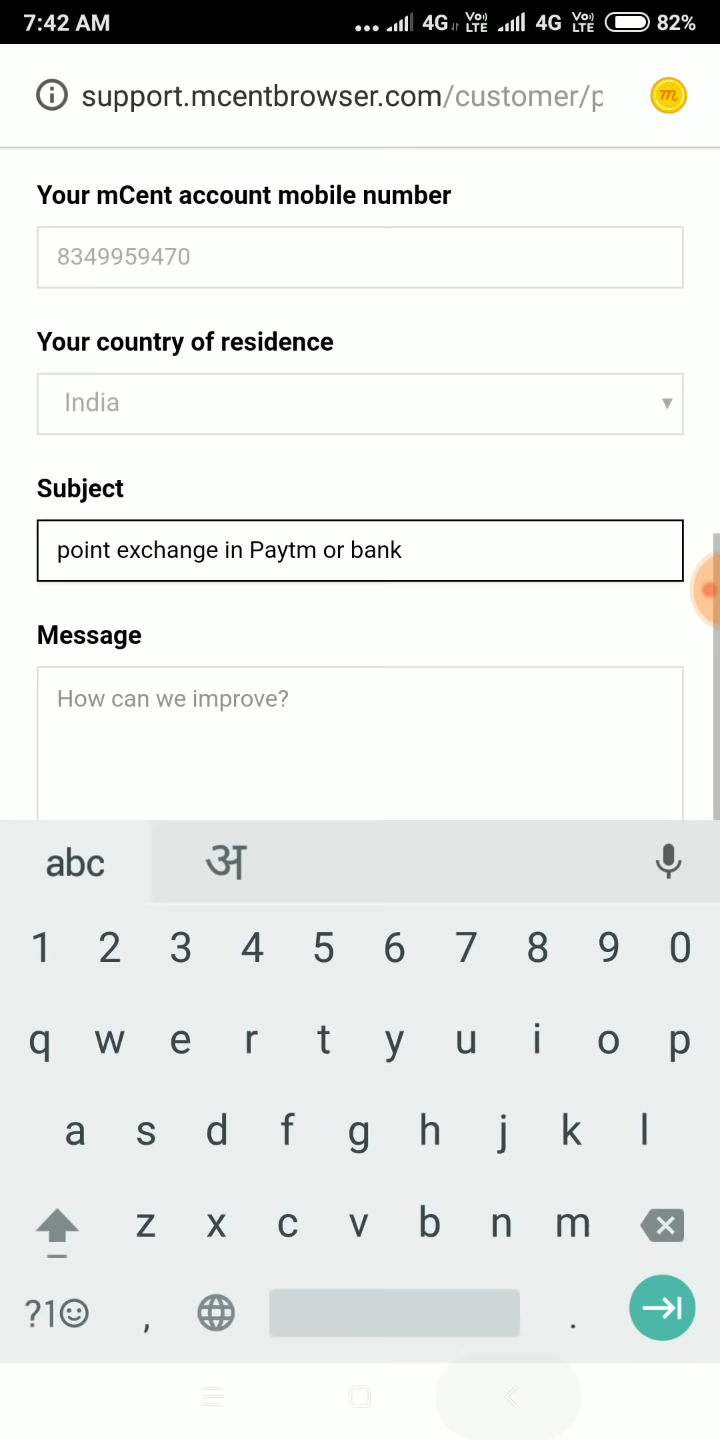 7:42 AM ... 4G Vo) LTE 4G Vo) LTE 82%
support.mcentbrowser.com/customer/p
m
Your mCent account mobile number
8349959470
Your country of residence
India
Subject
point exchange in Paytm or bank
Message
How can we improve?
abc अ
1 2 3 4 5 6 7 8 9 0
q w e r t y u i o p
a s d f g h j k l
z x c v b n m
?1☺ , .